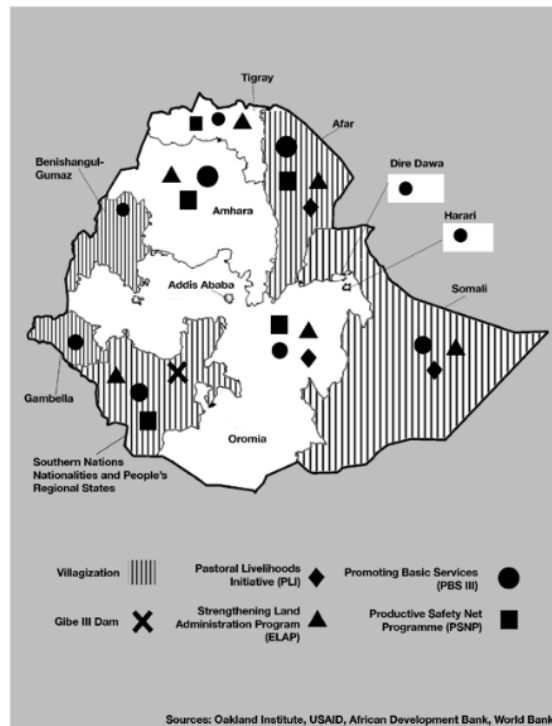 Tigray
Afar
Benishangul-
Gumaz
Dire Dawa
Amhara
Harari
Addis Ababa
Somali
Gambella
Oromia
Southern Nations
Nationalities and People's
Regional States
Villagization
Pastoral Livelihoods
Initiative (PLI)
Promoting Basic Services
(PBS III)
Gibe III Dam
Strengthening Land
Administration Program
(ELAP)
Productive Safety Net
Programme (PSNP)
Sources: Oakland Institute, USAID, African Development Bank, World Bank